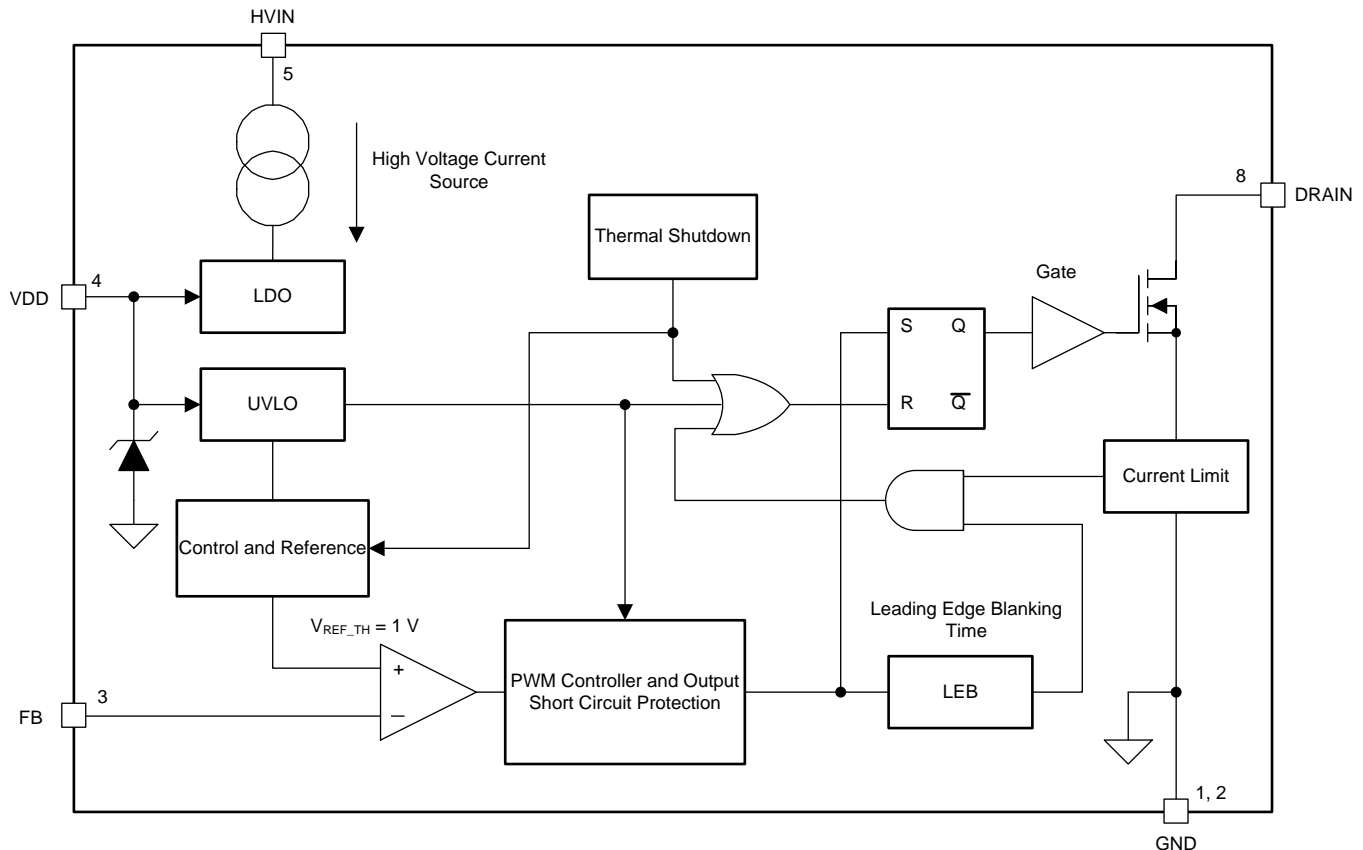 HVIN
5
High Voltage Current
Source
8
DRAIN
Thermal Shutdown
4
VDD
LDO
Gate
S Q
UVLO
R Q̅
Current Limit
Control and Reference
Leading Edge Blanking
Time
VREF_TH = 1 V
+
PWM Controller and Output
Short Circuit Protection
LEB
3
FB
–
1, 2
GND